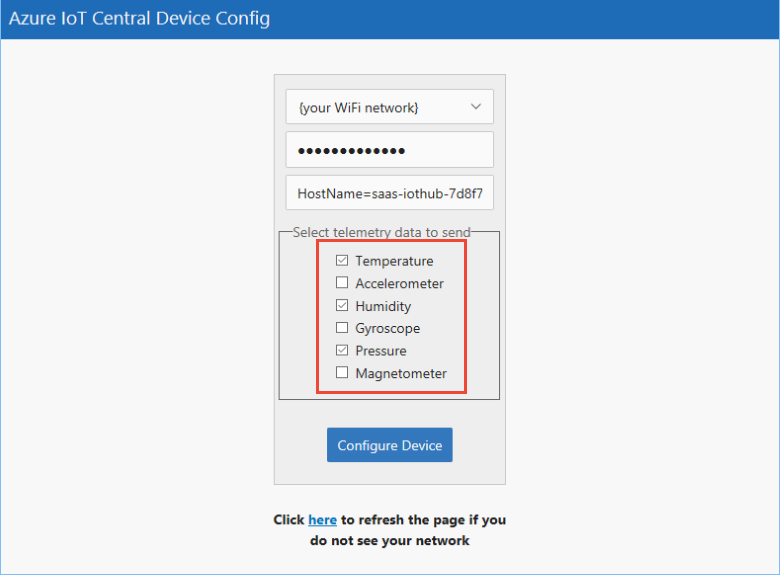 Azure IoT Central Device Config
{your WiFi network}
●●●●●●●●●●●●●
HostName=saas-iothub-7d8f7
Select telemetry data to send
Temperature
Accelerometer
Humidity
Gyroscope
Pressure
Magnetometer
Configure Device
Click here to refresh the page if you
do not see your network